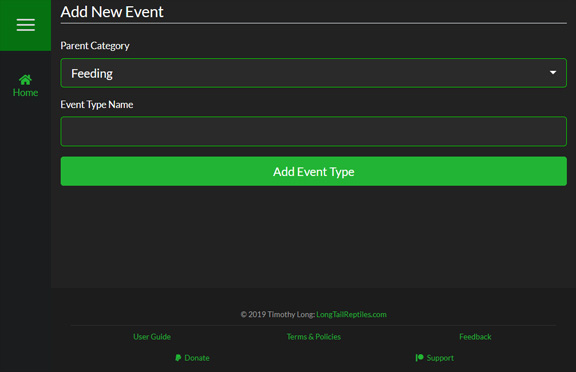 Add New Event
Parent Category
Feeding
Home
Event Type Name
Add Event Type
© 2019 Timothy Long: LongTailReptiles.com
User Guide Terms & Policies Feedback
Donate Support